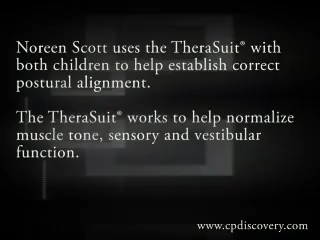 Noreen Scott uses the TheraSuit® with
both children to help establish correct
postural alignment.
The TheraSuit® works to help normalize
muscle tone, sensory and vestibular
function.
www.cpdiscovery.com